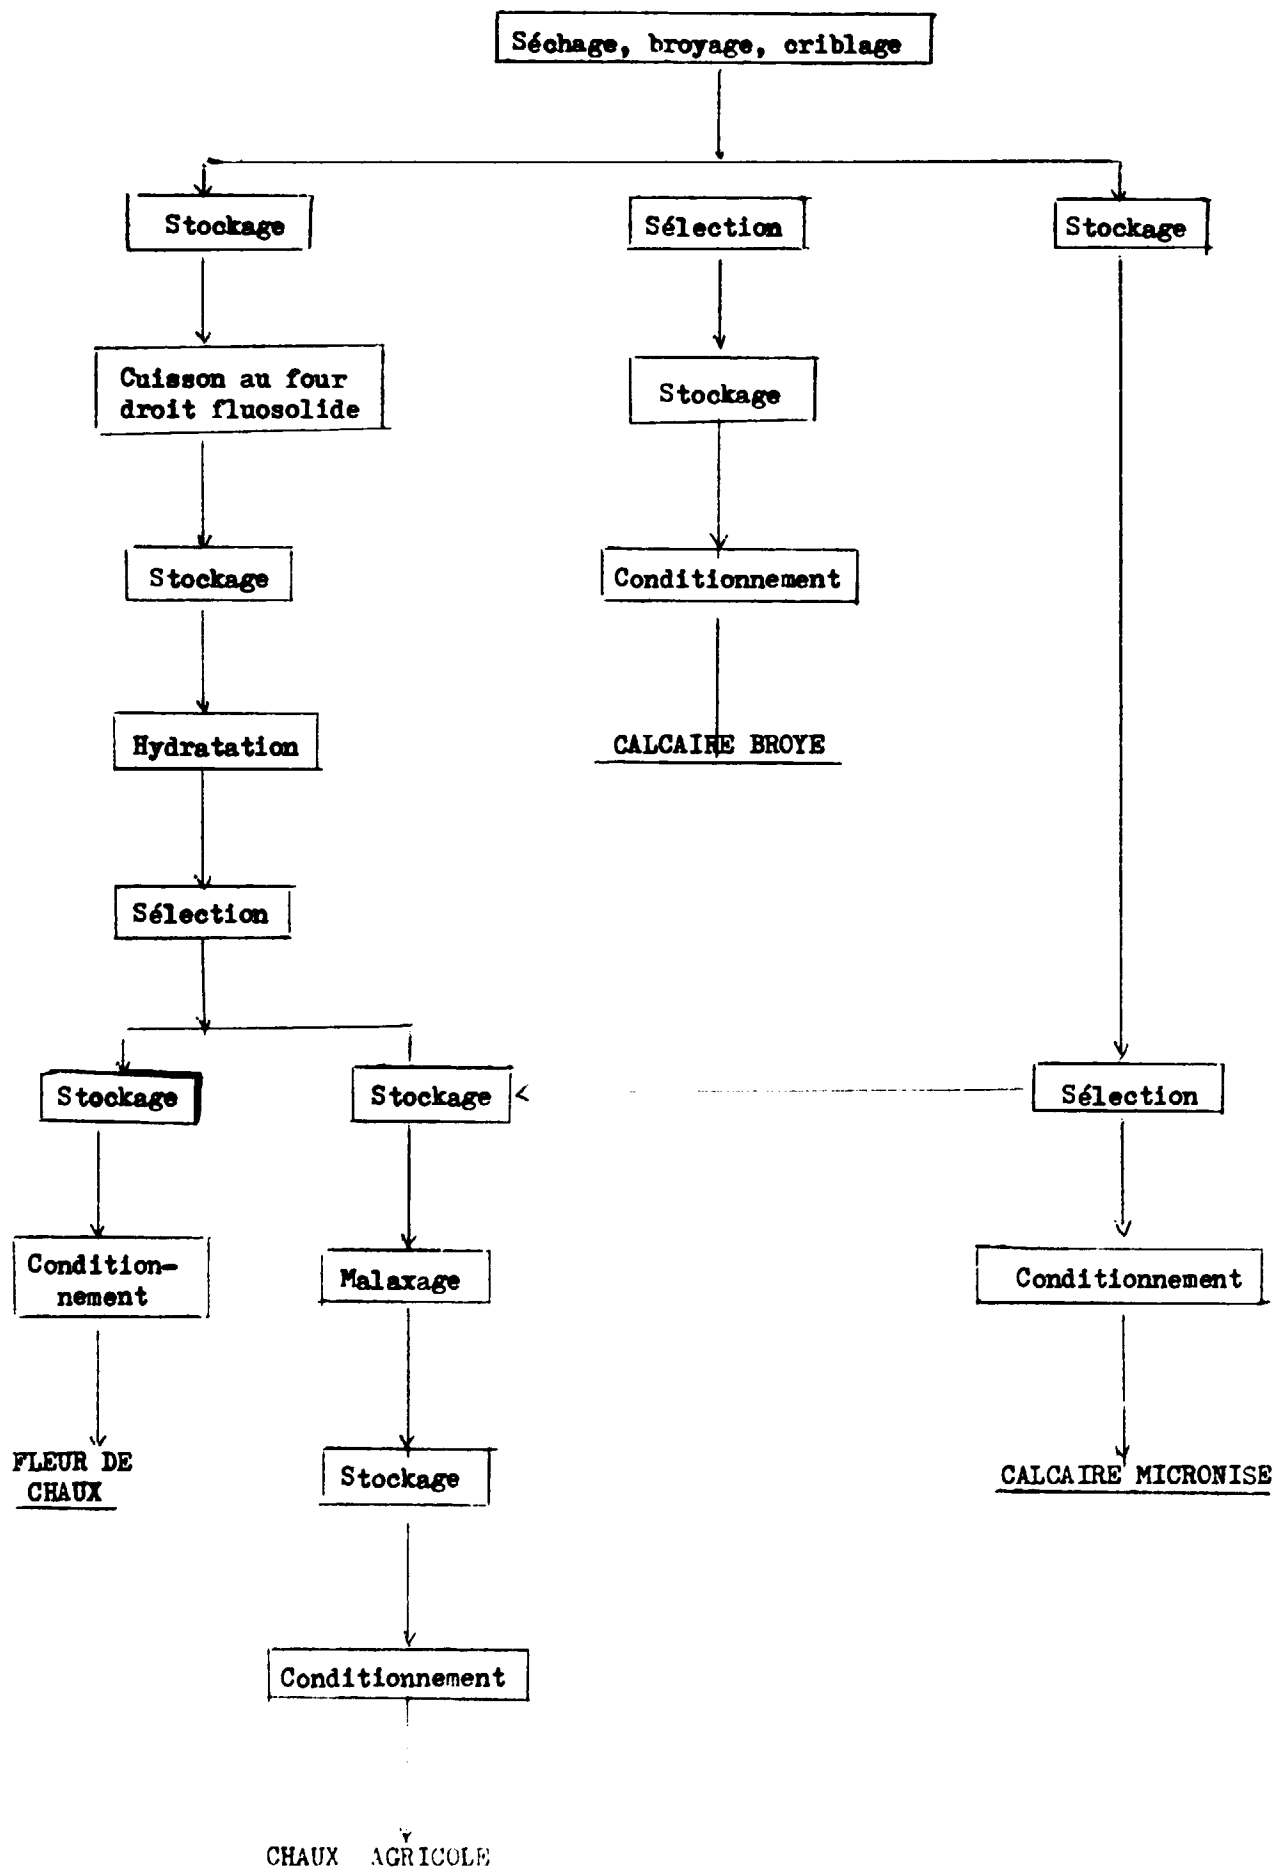 Séchage, broyage, criblage
Stockage
Sélection
Stockage
Cuisson au four
droit fluosolide
Stockage
Stockage
Conditionnement
Hydratation
CALCAIRE BROYE
Sélection
Stockage
Stockage
Sélection
Condition-
nement
Malaxage
Conditionnement
FLEUR DE
CHAUX
Stockage
CALCAIRE MICRONISE
Conditionnement
CHAUX AGRICOLE